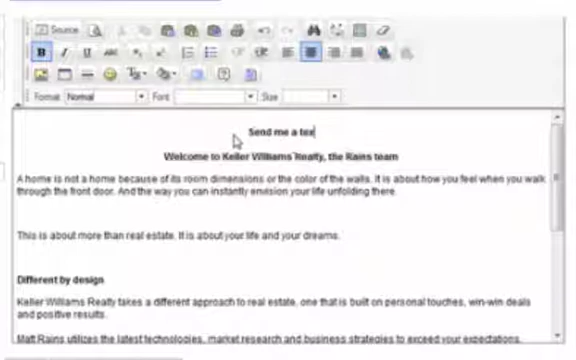 Source
B I U ABC
Format Normal Font Size
Send me a tex
Welcome to Keller Williams Realty, the Rains team
A home is not a home because of its room dimensions or the color of the walls. It is about how you feel when you walk
through the front door. And the way you can instantly envision your life unfolding there.
This is about more than real estate. It is about your life and your dreams.
Different by design
Keller Williams Realty takes a different approach to real estate, one that is built on personal touches, win-win deals
and positive results.
Matt Rains utilizes the latest technologies, market research and business strategies to exceed your expectations.